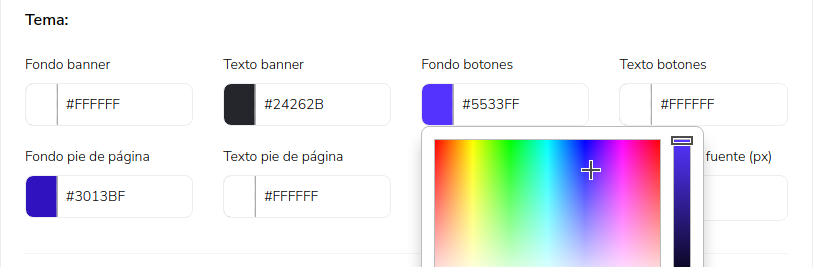 Tema:
Fondo banner
Texto banner
Fondo botones
Texto botones
#FFFFFF
#24262B
#5533FF
#FFFFFF
Fondo pie de página
Texto pie de página
fuente (px)
#3013BF
#FFFFFF